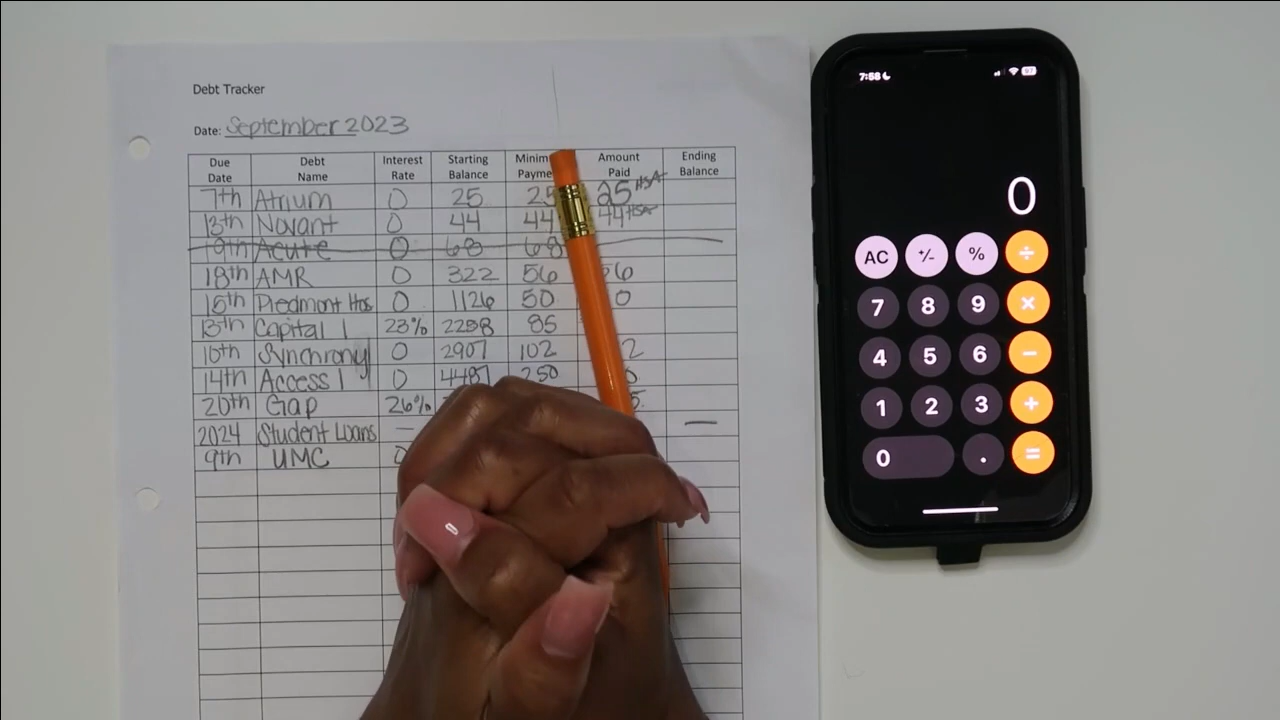 Debt Tracker
Date: September 2023
Due Date Debt Name Interest Rate Starting Balance Amount Paid Ending Balance
7th Atrium 0 25 25 25 HSA
13th Novant 0 44 44 44 HSA
19th Acute 0 68 68
18th AMR 0 322 56
15th Piedmont Hos 0 1126 50
13th Capital 1 23% 85
10th Synchrony 0 2907 102
14th Access 1 0 4487 250
20th Gap 26%
2024 Student Loans — —
9th UMC
7:58
97
0
AC +/- % ÷
7 8 9 ×
4 5 6 −
1 2 3 +
0 . =